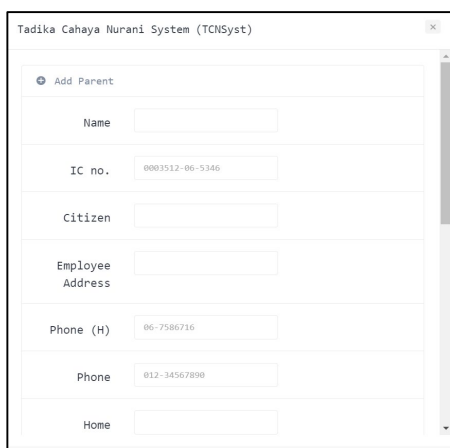 Tadika Cahaya Nurani System (TCNSyst)
×
Add Parent
Name
IC no. 0003512-06-5346
Citizen
Employee
Address
Phone (H) 06-7586716
Phone 012-34567890
Home